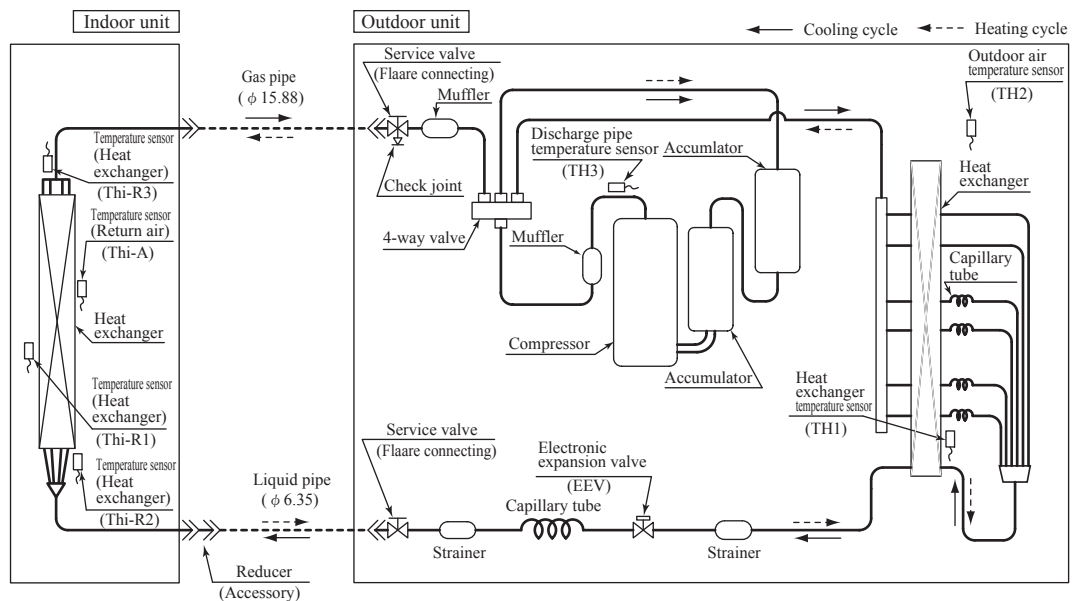 Indoor unit
Outdoor unit
Cooling cycle
Heating cycle
Service valve
(Flaare connecting)
Muffler
Gas pipe
(ϕ 15.88)
Check joint
4-way valve
Muffler
Discharge pipe
temperature sensor
(TH3)
Accumlator
Outdoor air
temperature sensor
(TH2)
Heat
exchanger
Capillary
tube
Temperature sensor
(Heat
exchanger)
(Thi-R3)
Temperature sensor
(Return air)
(Thi-A)
Heat
exchanger
Temperature sensor
(Heat
exchanger)
(Thi-R1)
Temperature sensor
(Heat
exchanger)
(Thi-R2)
Compressor
Accumulator
Heat
exchanger
temperature sensor
(TH1)
Liquid pipe
(ϕ 6.35)
Service valve
(Flaare connecting)
Electronic
expansion valve
(EEV)
Capillary tube
Strainer
Strainer
Reducer
(Accessory)